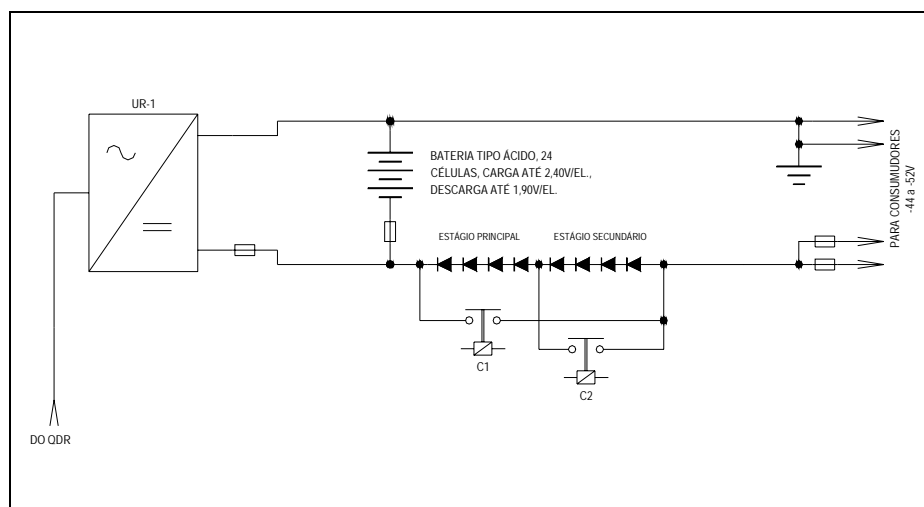 UR-1
BATERIA TIPO ÁCIDO, 24
CÉLULAS, CARGA ATÉ 2,40V/EL.,
DESCARGA ATÉ 1,90V/EL.
ESTÁGIO PRINCIPAL
ESTÁGIO SECUNDÁRIO
PARA CONSUMUDORES
-44 a -52V
C1
C2
DO QDR